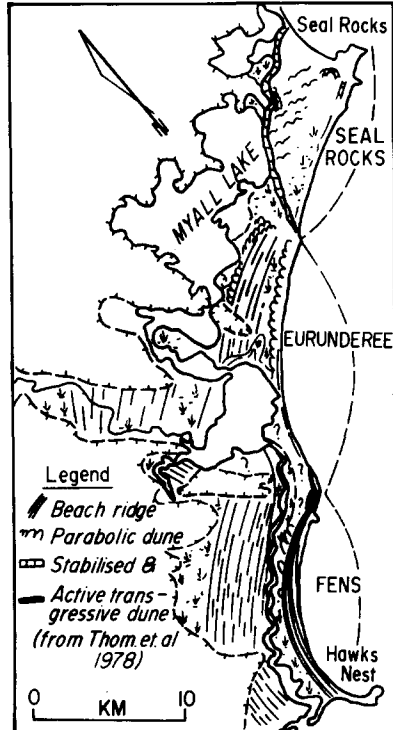 Seal Rocks
SEAL
ROCKS
MYALL LAKE
EURUNDEREE
FENS
Hawks
Nest
Legend
Beach ridge
Parabolic dune
Stabilised &
Active trans-
gressive dune
(from Thom.et.al
1978)
0 10
KM